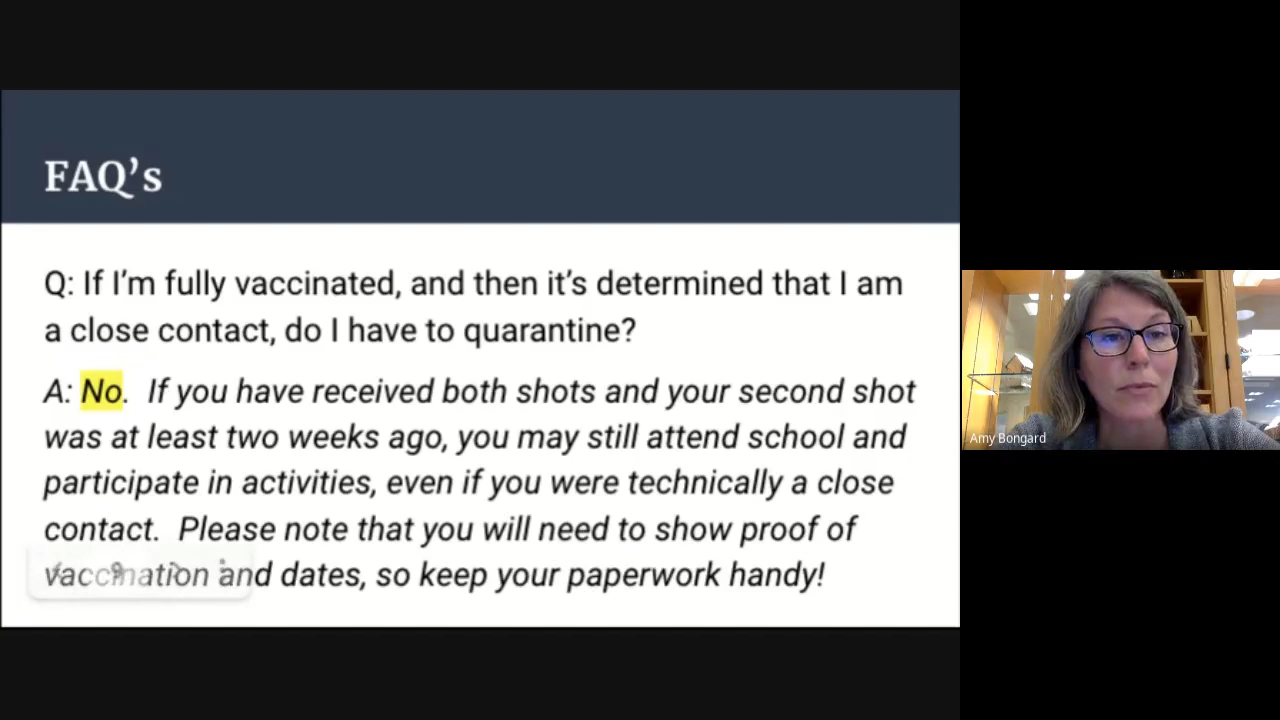 FAQ’s
Q: If I’m fully vaccinated, and then it’s determined that I am
a close contact, do I have to quarantine?
A: No.  If you have received both shots and your second shot
was at least two weeks ago, you may still attend school and
participate in activities, even if you were technically a close
contact.  Please note that you will need to show proof of
vaccination and dates, so keep your paperwork handy!
Amy Bongard